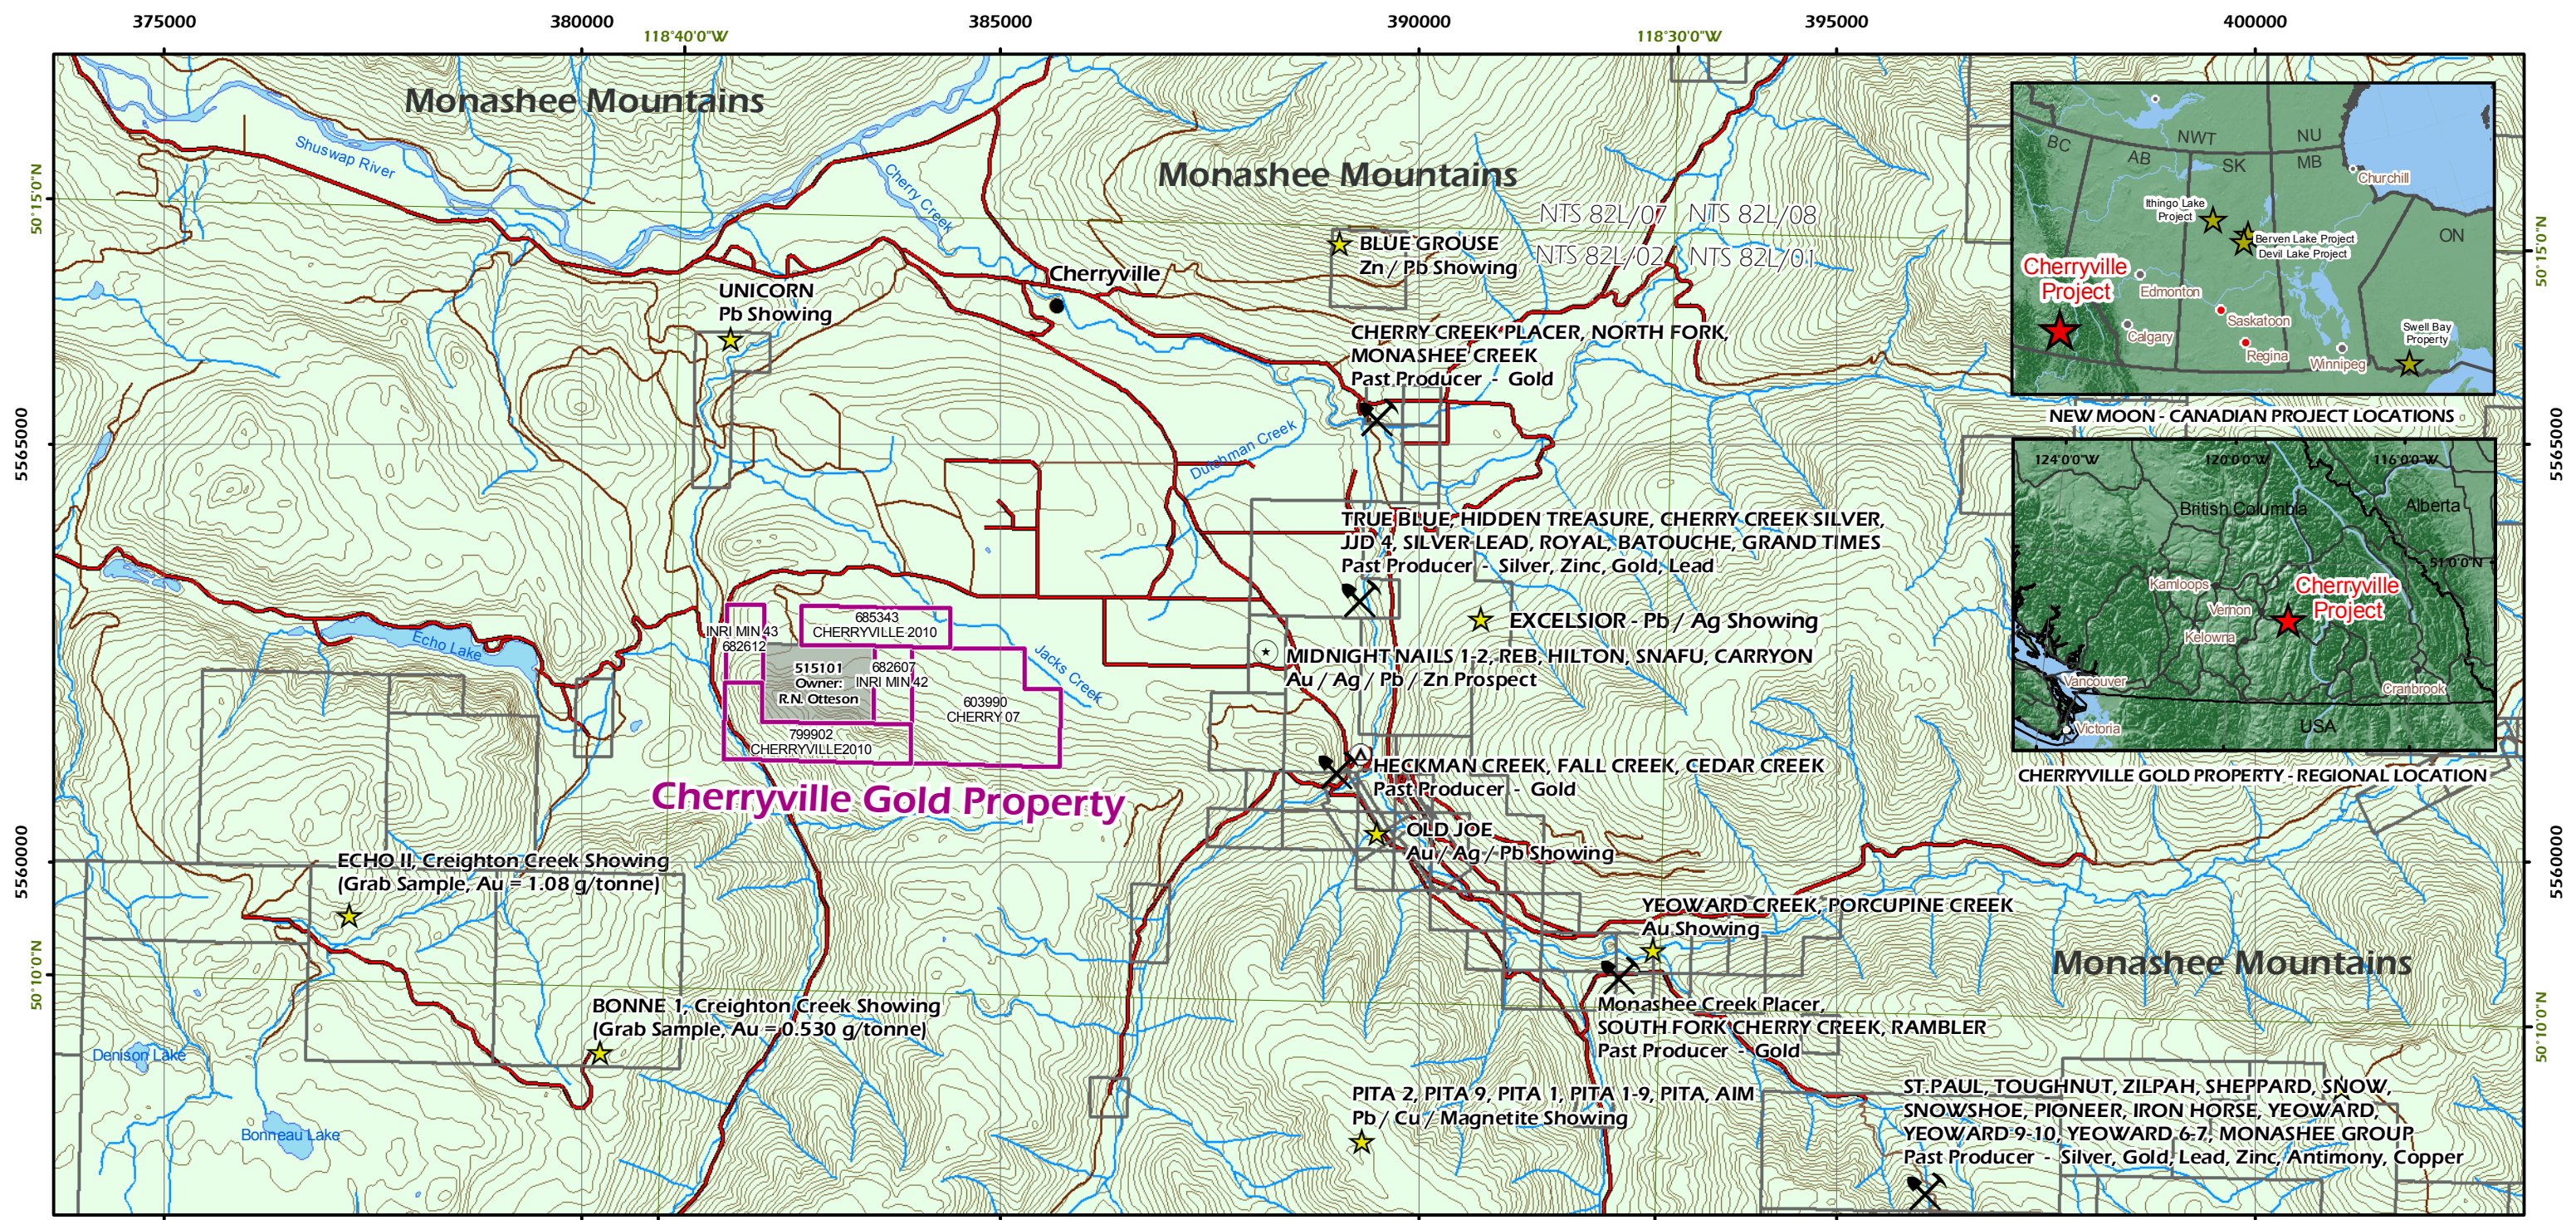 375000
380000
385000
390000
395000
400000
118°40'0"W
118°30'0"W
Monashee Mountains
Shuswap River
Cherry Creek
Monashee Mountains
50°15'0"N
50°15'0"N
NTS 82L/07
NTS 82L/08
NTS 82L/02
NTS 82L/01
BLUE GROUSE
Zn / Pb Showing
Cherryville
UNICORN
Pb Showing
CHERRY CREEK PLACER, NORTH FORK,
MONASHEE CREEK
Past Producer - Gold
5565000
5565000
Dutchman Creek
TRUE BLUE, HIDDEN TREASURE, CHERRY CREEK SILVER,
JJD 4, SILVER LEAD, ROYAL, BATOUCHE, GRAND TIMES
Past Producer - Silver, Zinc, Gold, Lead
EXCELSIOR - Pb / Ag Showing
MIDNIGHT NAILS 1-2, REB, HILTON, SNAFU, CARRYON
Au / Ag / Pb / Zn Prospect
Echo Lake
INRI MIN 43
682612
685343
CHERRYVILLE 2010
515101
Owner:
R.N. Otteson
682607
INRI MIN 42
603990
CHERRY 07
799902
CHERRYVILLE2010
Jacks Creek
Cherryville Gold Property
HECKMAN CREEK, FALL CREEK, CEDAR CREEK
Past Producer - Gold
OLD JOE
Au / Ag / Pb Showing
5560000
5560000
ECHO II, Creighton Creek Showing
(Grab Sample, Au = 1.08 g/tonne)
YEOWARD CREEK, PORCUPINE CREEK
Au Showing
Monashee Mountains
50°10'0"N
50°10'0"N
BONNE 1, Creighton Creek Showing
(Grab Sample, Au = 0.530 g/tonne)
Monashee Creek Placer,
SOUTH FORK CHERRY CREEK, RAMBLER
Past Producer - Gold
Denison Lake
Bonneau Lake
PITA 2, PITA 9, PITA 1, PITA 1-9, PITA, AIM
Pb / Cu / Magnetite Showing
ST.PAUL, TOUGHNUT, ZILPAH, SHEPPARD, SNOW,
SNOWSHOE, PIONEER, IRON HORSE, YEOWARD,
YEOWARD 9-10, YEOWARD 6-7, MONASHEE GROUP
Past Producer - Silver, Gold, Lead, Zinc, Antimony, Copper
BC
AB
NWT
SK
NU
MB
ON
Churchill
Ithingo Lake
Project
Berven Lake Project
Devil Lake Project
Cherryville
Project
Edmonton
Calgary
Saskatoon
Regina
Winnipeg
Swell Bay
Property
NEW MOON - CANADIAN PROJECT LOCATIONS
124°0'0"W
120°0'0"W
116°0'0"W
British Columbia
Alberta
51°0'0"N
Kamloops
Vernon
Kelowna
Cherryville
Project
Vancouver
Cranbrook
Victoria
USA
CHERRYVILLE GOLD PROPERTY - REGIONAL LOCATION